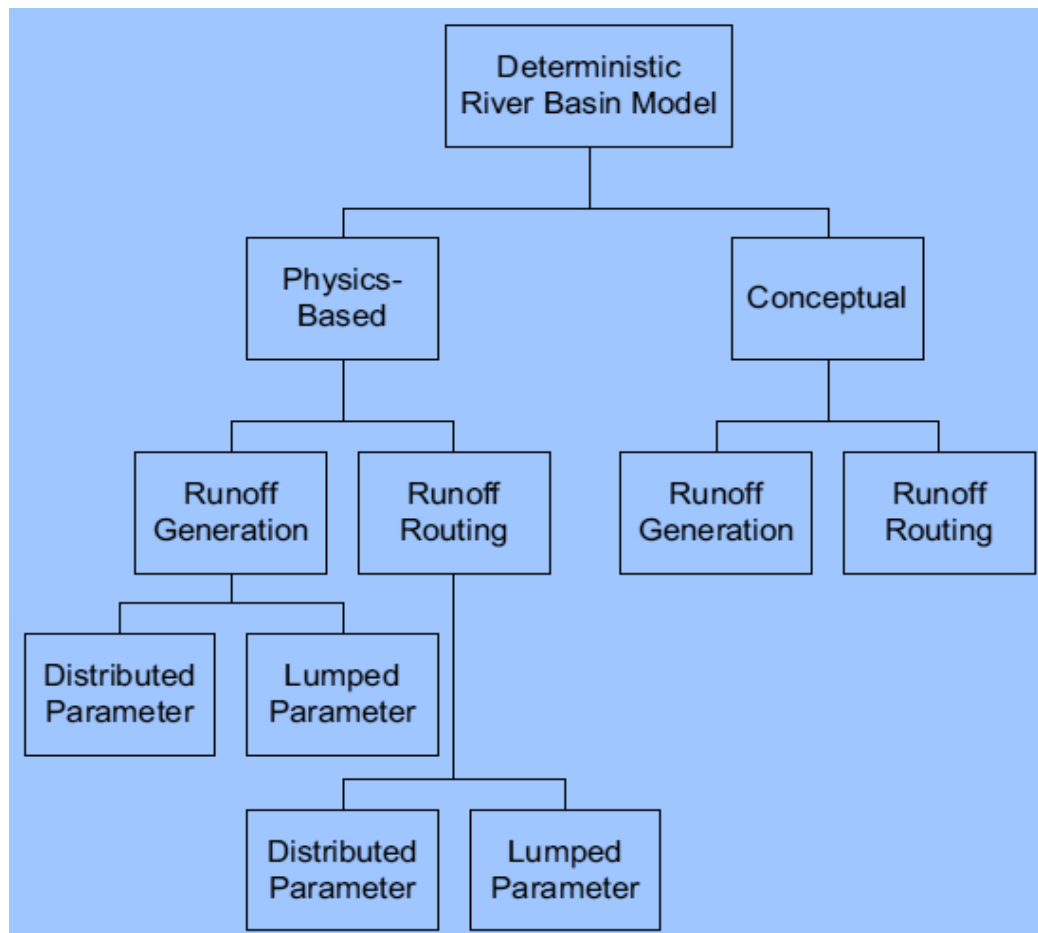 Deterministic
River Basin Model
Physics-
Based
Conceptual
Runoff
Generation
Runoff
Routing
Runoff
Generation
Runoff
Routing
Distributed
Parameter
Lumped
Parameter
Distributed
Parameter
Lumped
Parameter